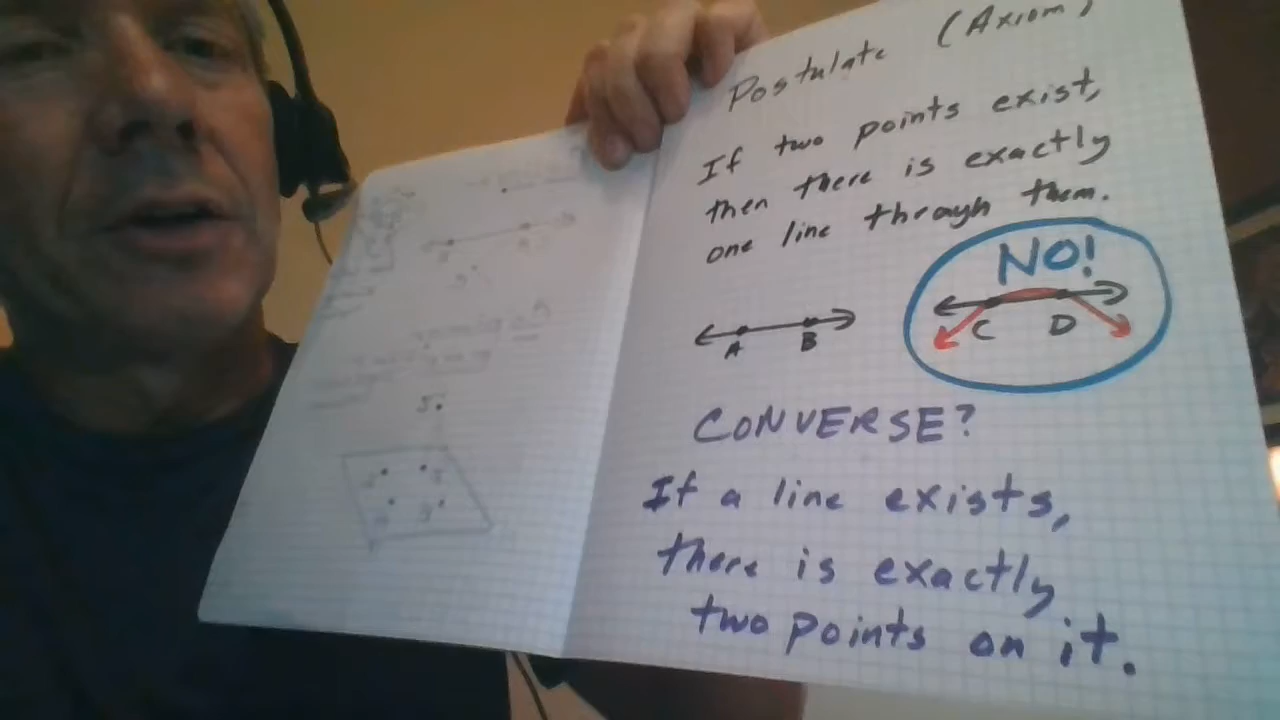 Postulate (Axiom)
If two points exist,
then there is exactly
one line through them.
NO!
A B
C D
CONVERSE?
If a line exists,
there is exactly
two points on it.